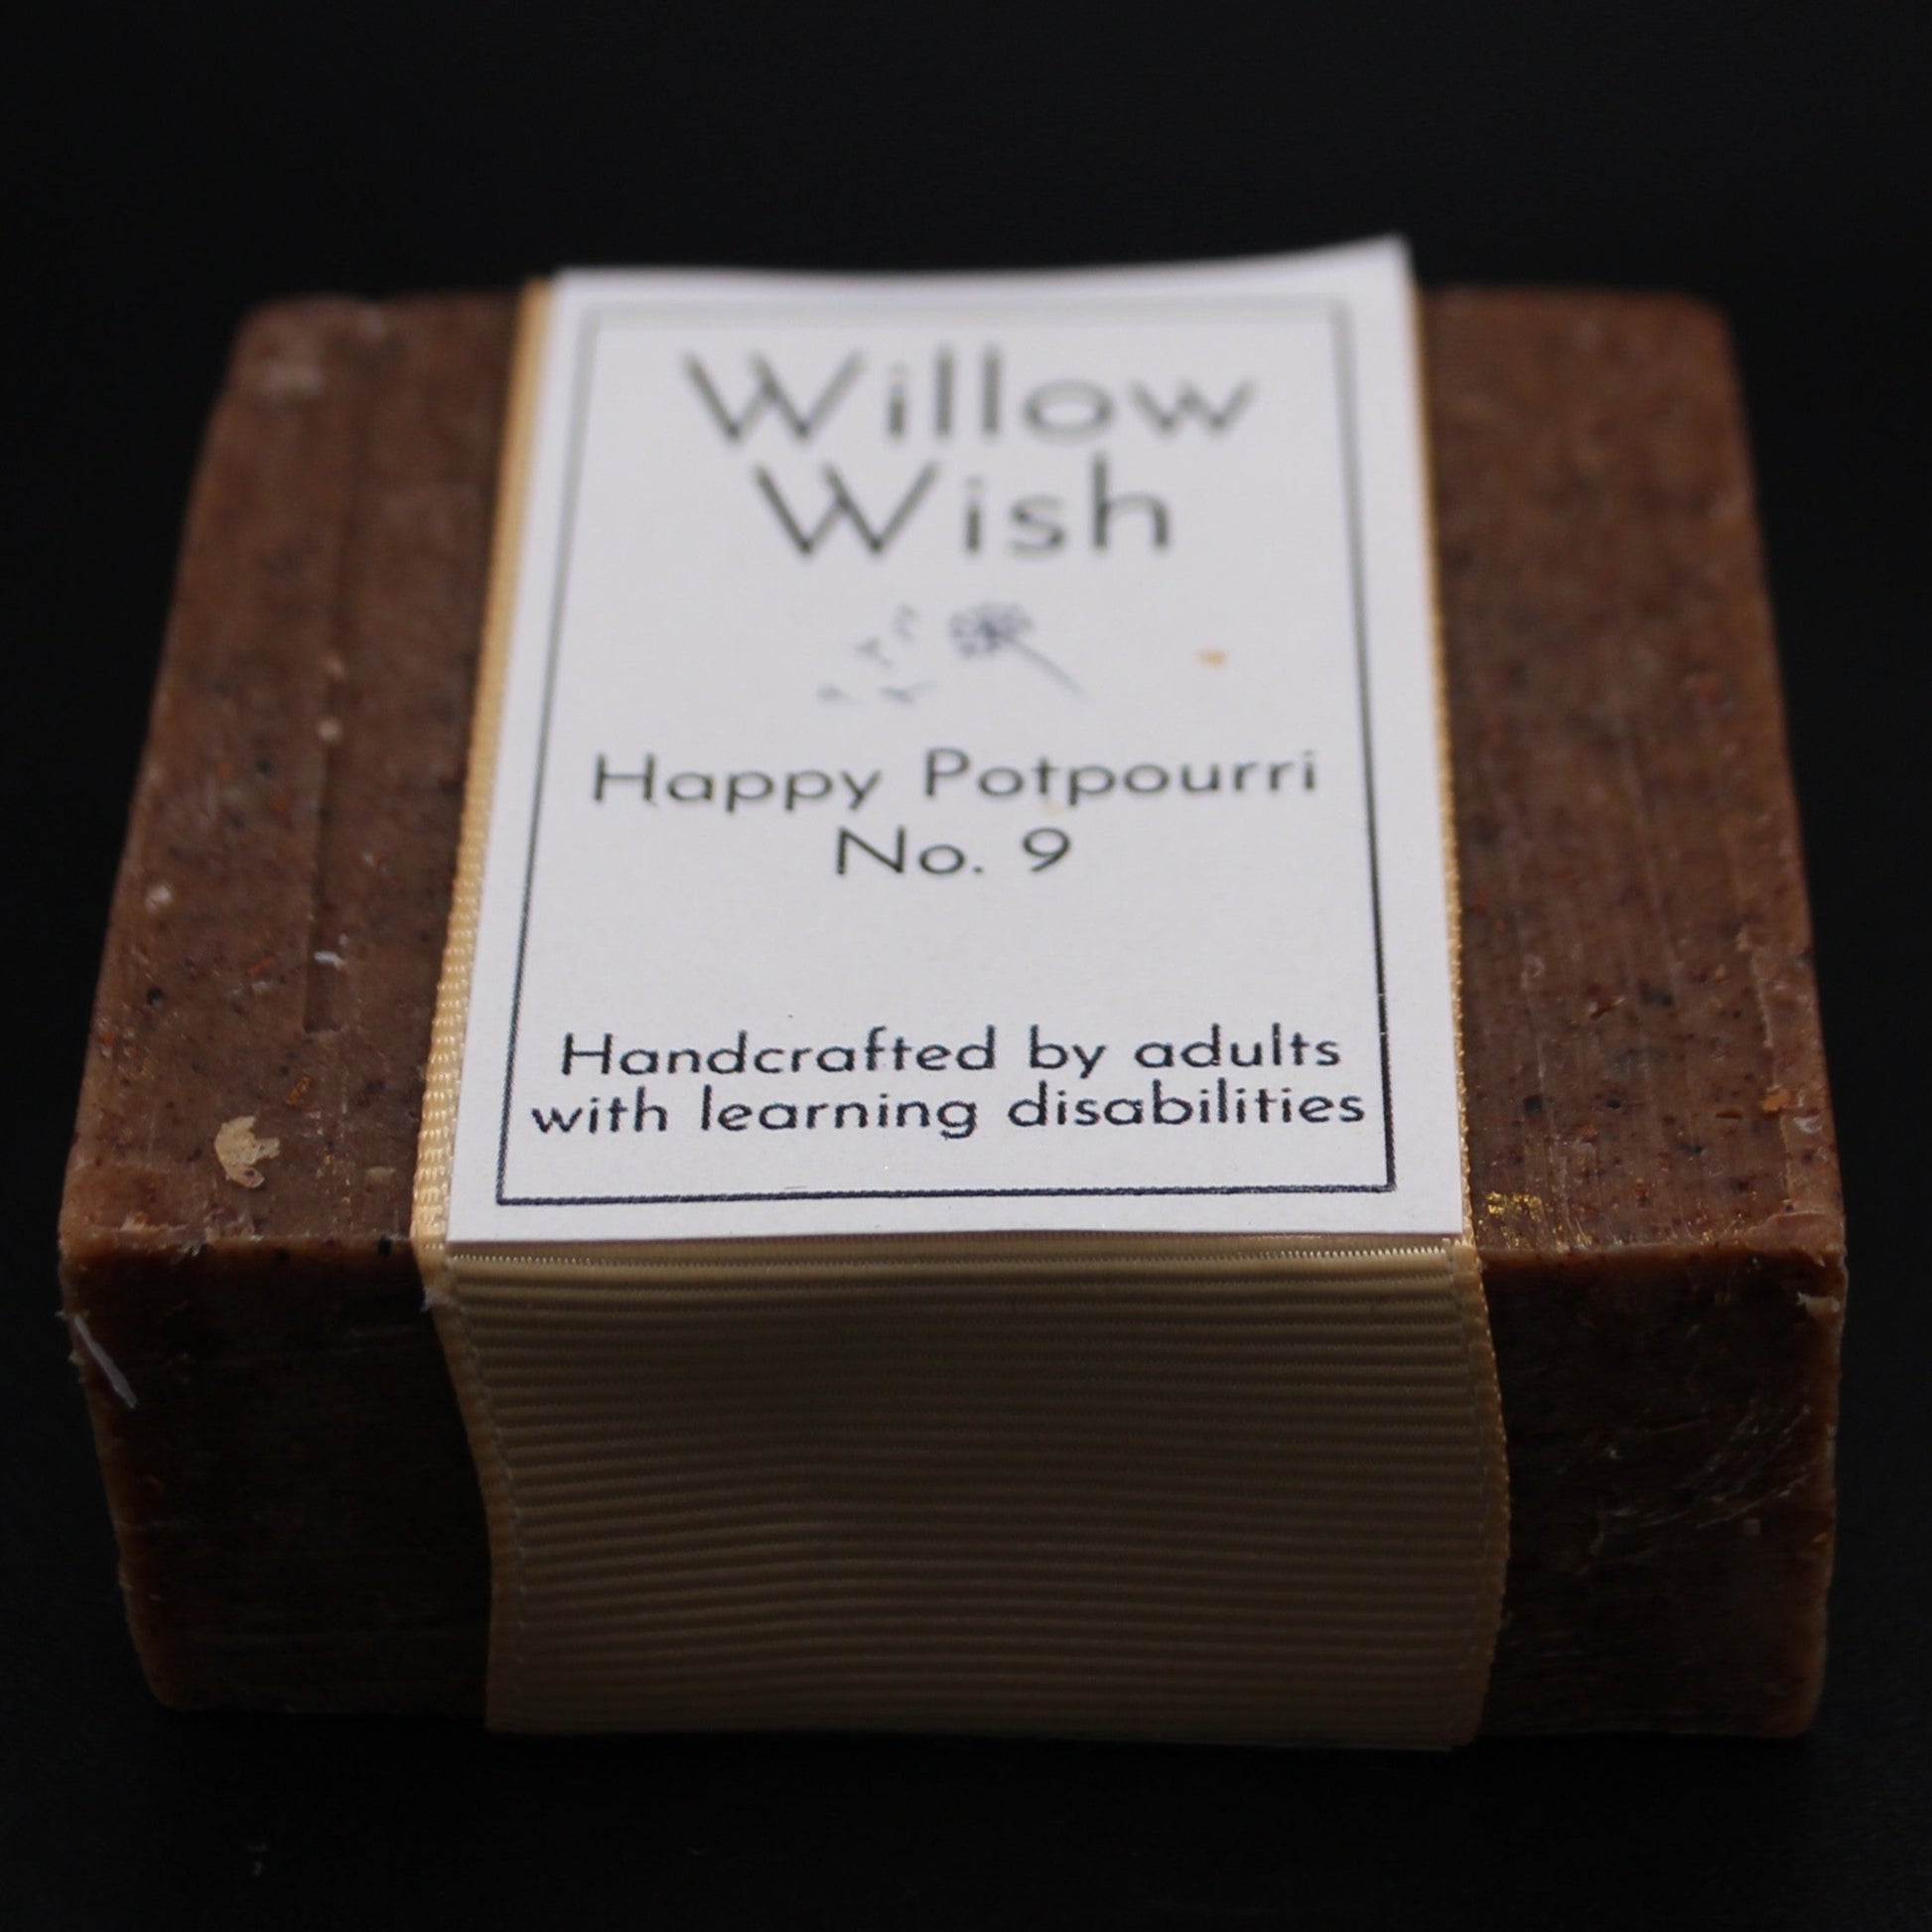 Willow
Wish
Happy Potpourri
No. 9
Handcrafted by adults
with learning disabilities